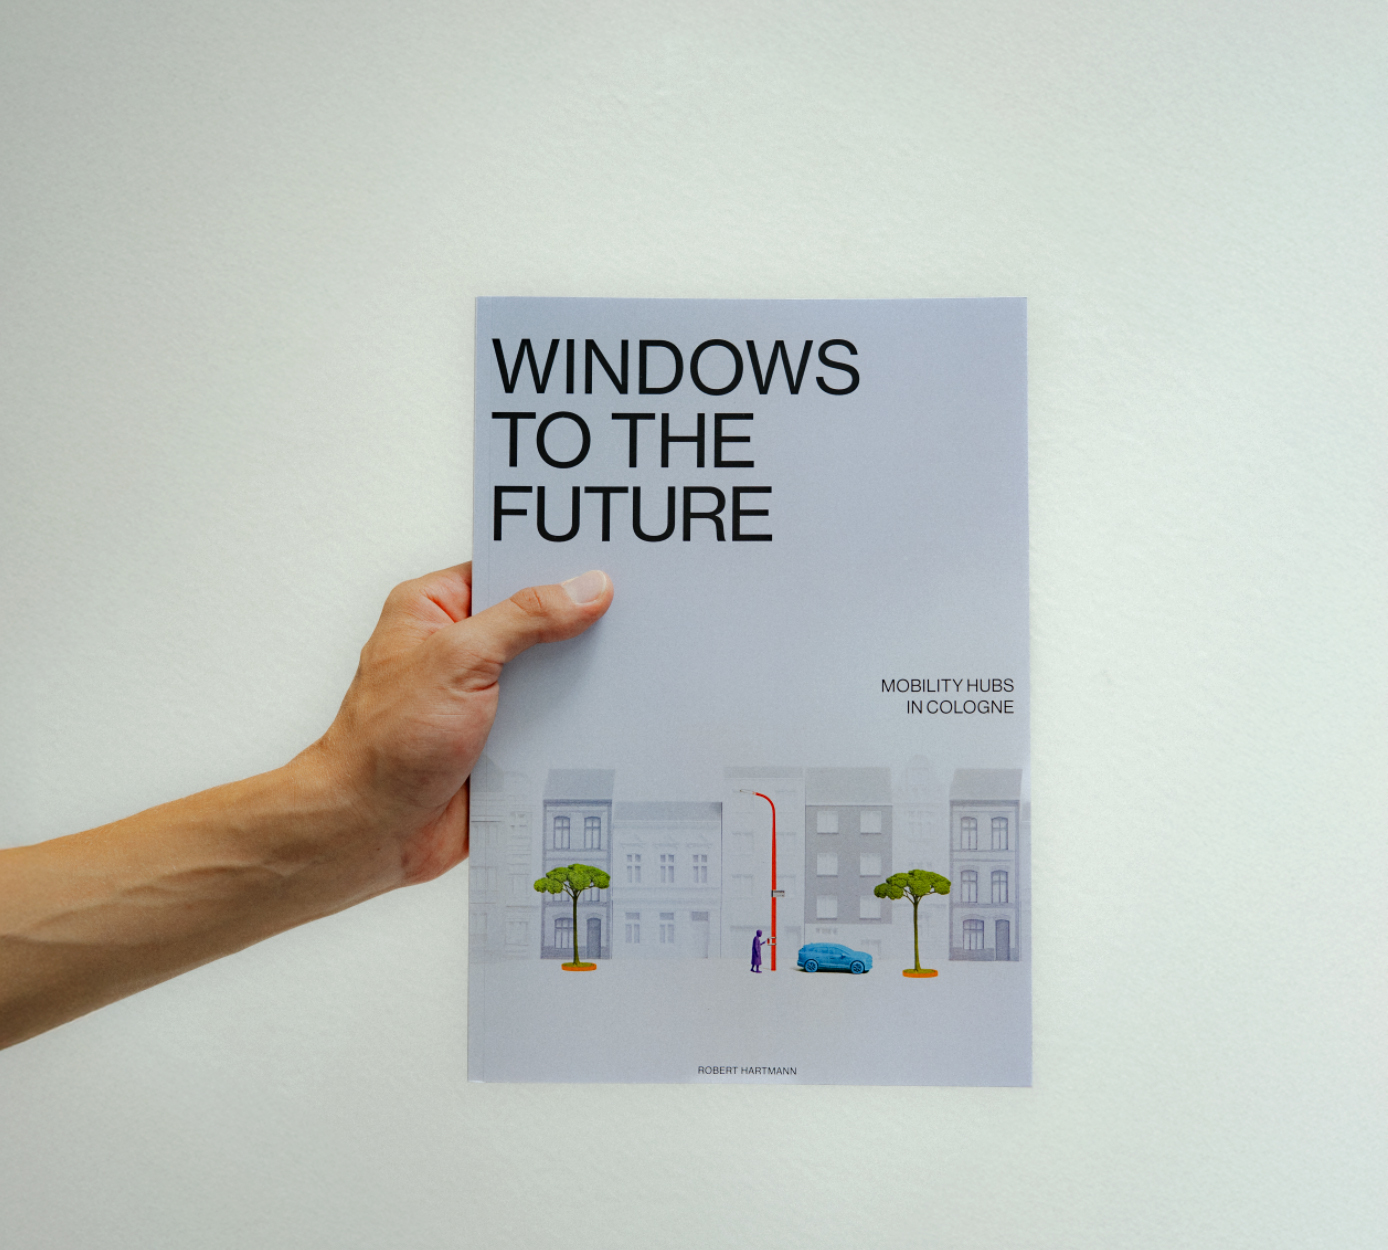 WINDOWS
TO THE
FUTURE
MOBILITY HUBS
IN COLOGNE
ROBERT HARTMANN